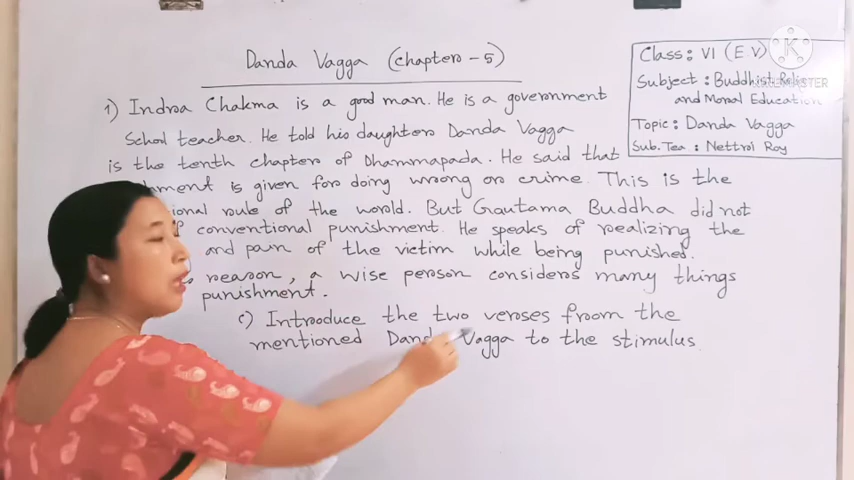 Danda Vagga (chapter - 5)
Class: VI (E.V)
Subject: Buddhist
and Moral Education
Topic: Danda Vagga
Sub. Tea: Nettroi Roy
1) Indra Chakma is a good man. He is a government
School teacher. He told his daughter Danda Vagga
is the tenth chapter of Dhammapada. He said that
is given for doing wrong or crime. This is the
rule of the world. But Gautama Buddha did not
conventional punishment. He speaks of realizing the
and pain of the victim while being punished.
reason, a wise person considers many things
punishment.
c) Introduce the two verses from the
mentioned Danda Vagga to the stimulus.
K